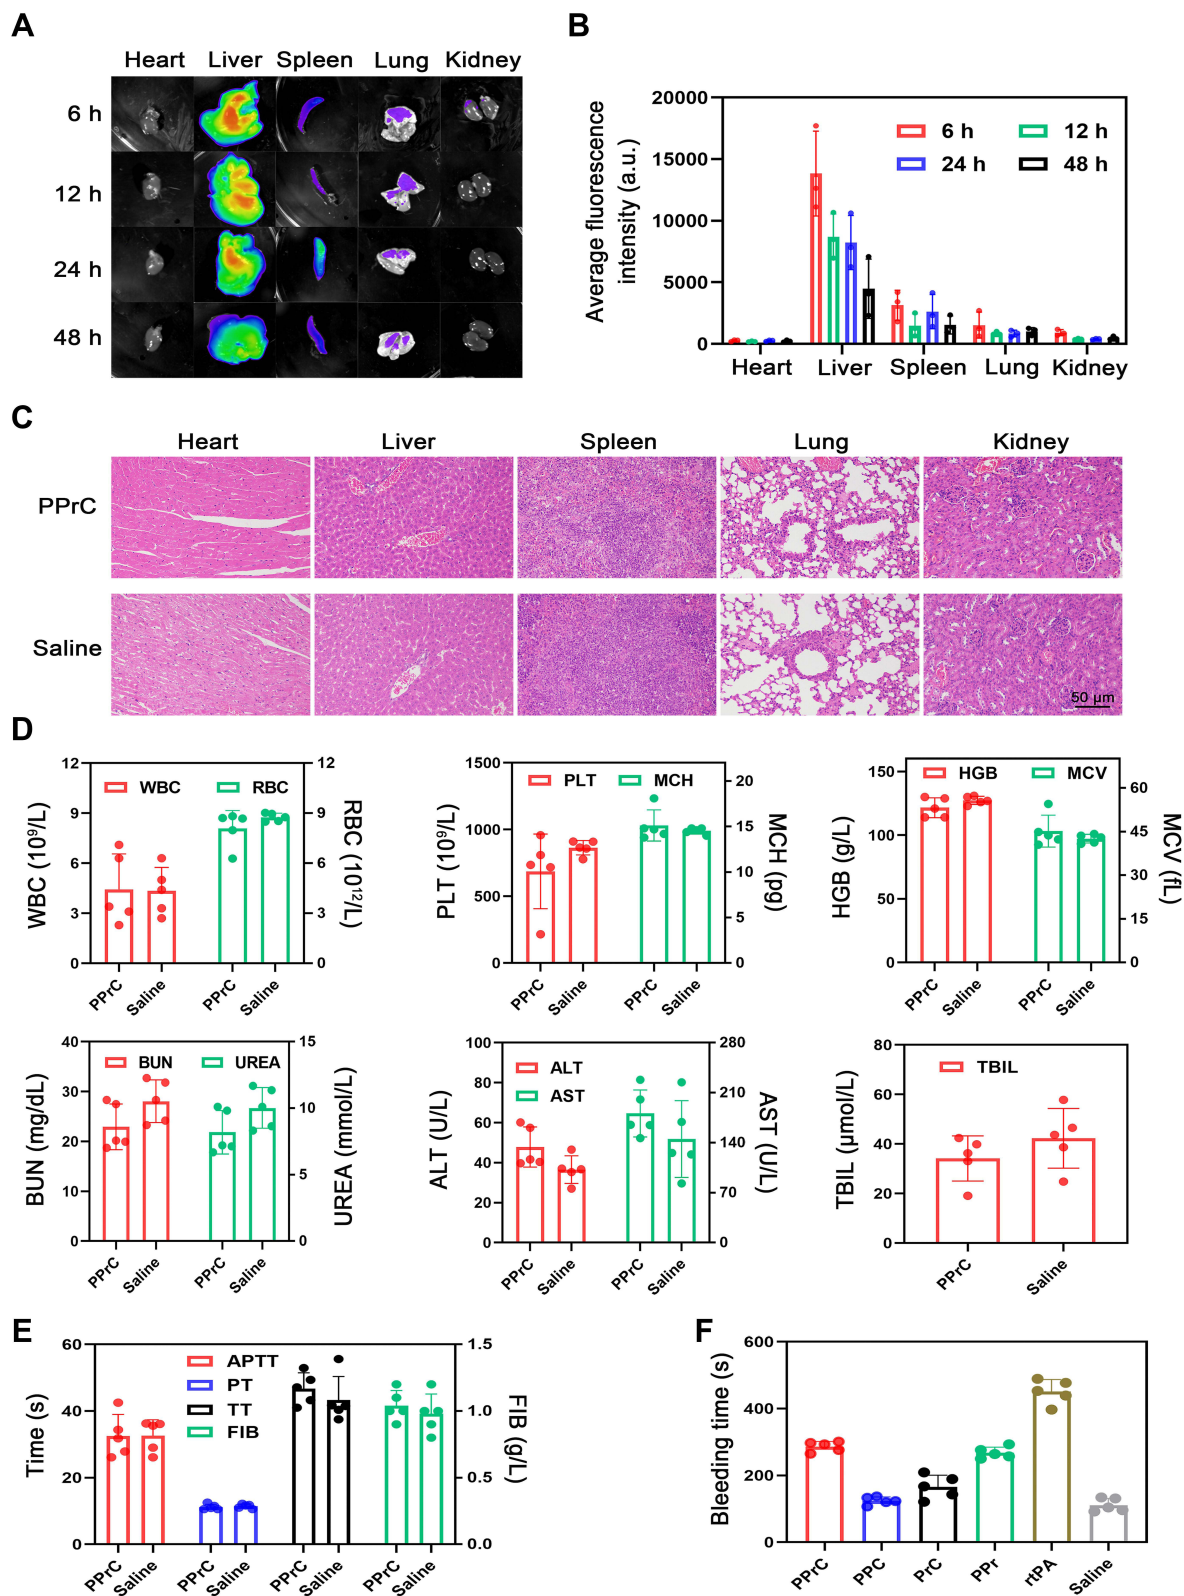 A
Heart Liver Spleen Lung Kidney
6 h
12 h
24 h
48 h
B
Average fluorescence
intensity (a.u.)
20000
15000
10000
5000
0
6 h 12 h
24 h 48 h
Heart Liver Spleen Lung Kidney
C
Heart Liver Spleen Lung Kidney
PPrC
Saline
50 μm
D
WBC (10⁹/L)
12
9
6
3
0
WBC RBC
12
9
6
3
0
RBC (10¹²/L)
PPrC Saline PPrC Saline
PLT (10⁹/L)
1500
1000
500
0
PLT MCH
20
15
10
5
0
MCH (pg)
PPrC Saline PPrC Saline
HGB (g/L)
150
100
50
0
HGB MCV
60
45
30
15
0
MCV (fL)
PPrC Saline PPrC Saline
BUN (mg/dL)
40
30
20
10
0
BUN UREA
15
10
5
0
UREA (mmol/L)
PPrC Saline PPrC Saline
ALT (U/L)
100
80
60
40
20
0
ALT
AST
280
210
140
70
0
AST (U/L)
PPrC Saline PPrC Saline
TBIL (μmol/L)
80
60
40
20
0
TBIL
PPrC Saline
E
Time (s)
60
40
20
0
APTT
PT
TT
FIB
1.5
1.0
0.5
0.0
FIB (g/L)
PPrC Saline PPrC Saline PPrC Saline PPrC Saline
F
Bleeding time (s)
600
400
200
0
PPrC PPC PrC PPr rtPA Saline